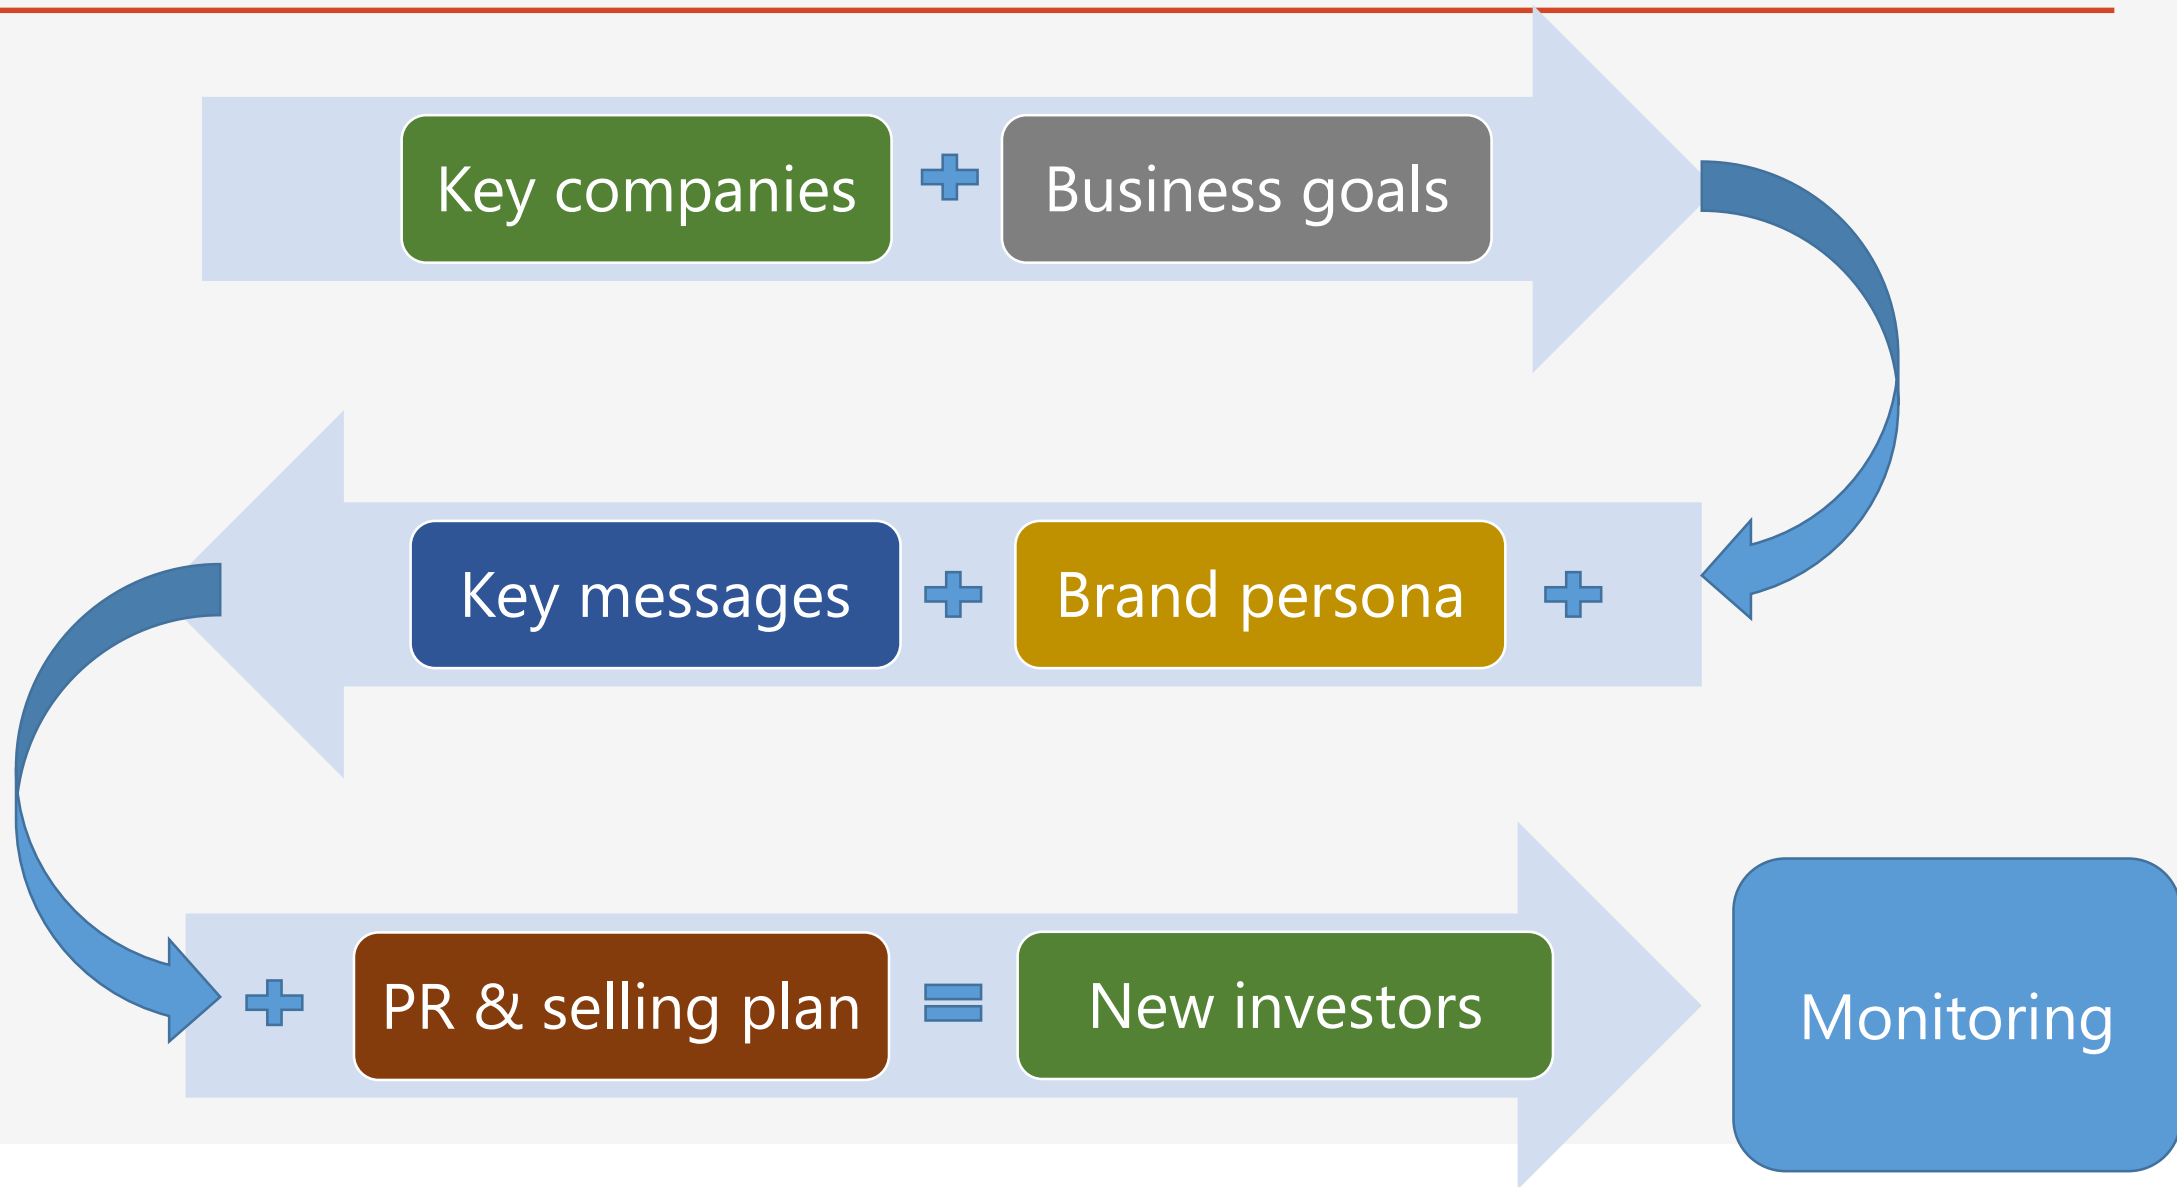 Key companies
Business goals
Key messages
Brand persona
PR & selling plan
New investors
Monitoring